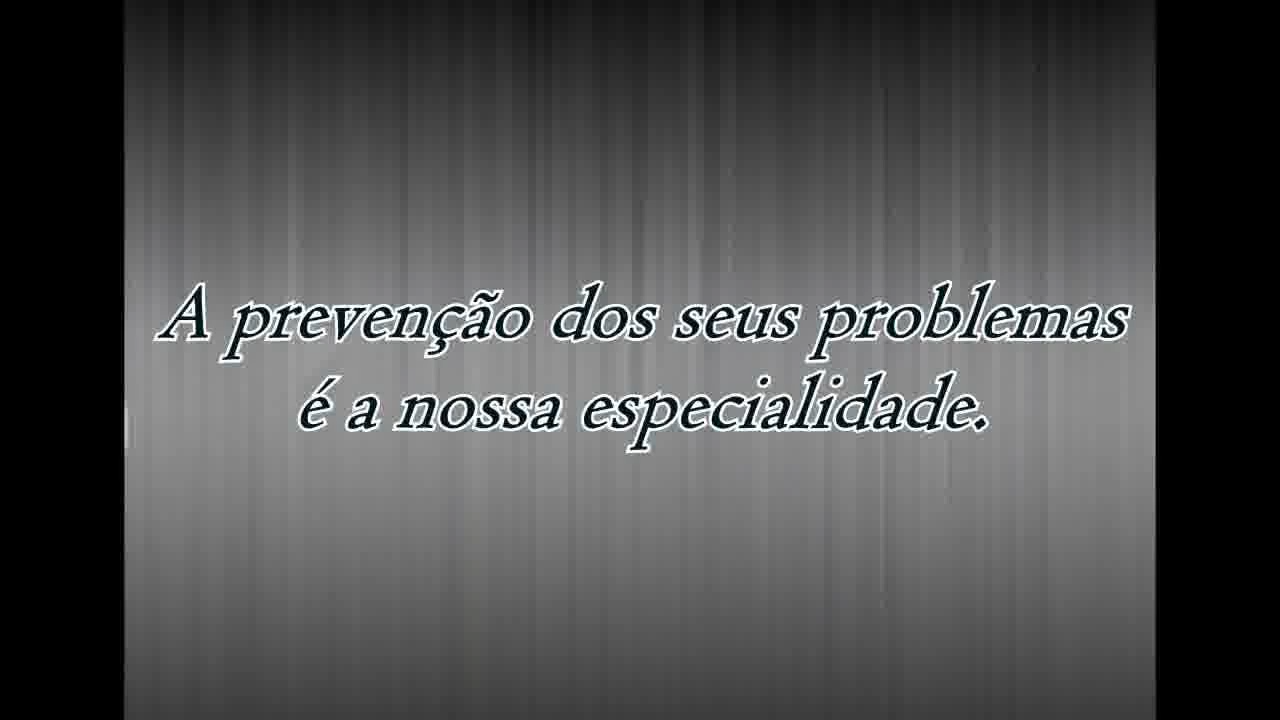 A prevenção dos seus problemas
é a nossa especialidade.